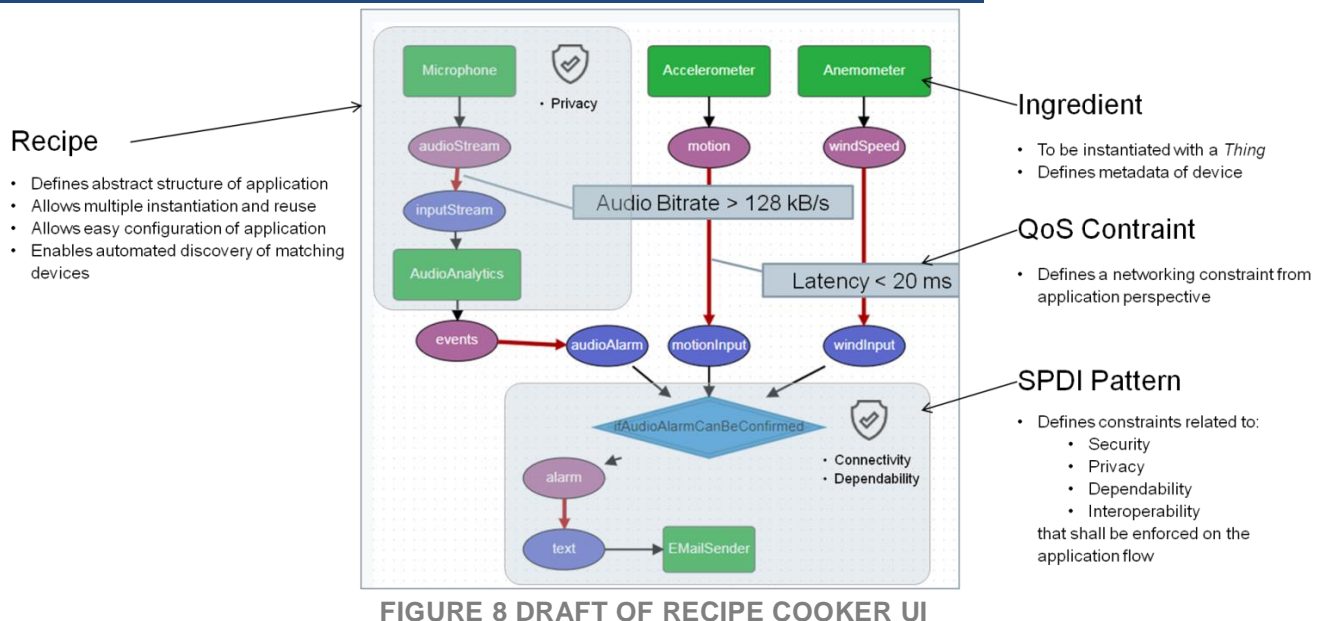 Recipe
• Defines abstract structure of application
• Allows multiple instantiation and reuse
• Allows easy configuration of application
• Enables automated discovery of matching
devices
Microphone
• Privacy
Accelerometer
Anemometer
audioStream
motion
windSpeed
Audio Bitrate > 128 kB/s
inputStream
AudioAnalytics
Latency < 20 ms
events
audioAlarm
motionInput
windInput
ifAudioAlarmCanBeConfirmed
• Connectivity
• Dependability
alarm
text
EMailSender
Ingredient
• To be instantiated with a Thing
• Defines metadata of device
QoS Contraint
• Defines a networking constraint from
application perspective
SPDI Pattern
• Defines constraints related to:
• Security
• Privacy
• Dependability
• Interoperability
that shall be enforced on the
application flow
FIGURE 8 DRAFT OF RECIPE COOKER UI